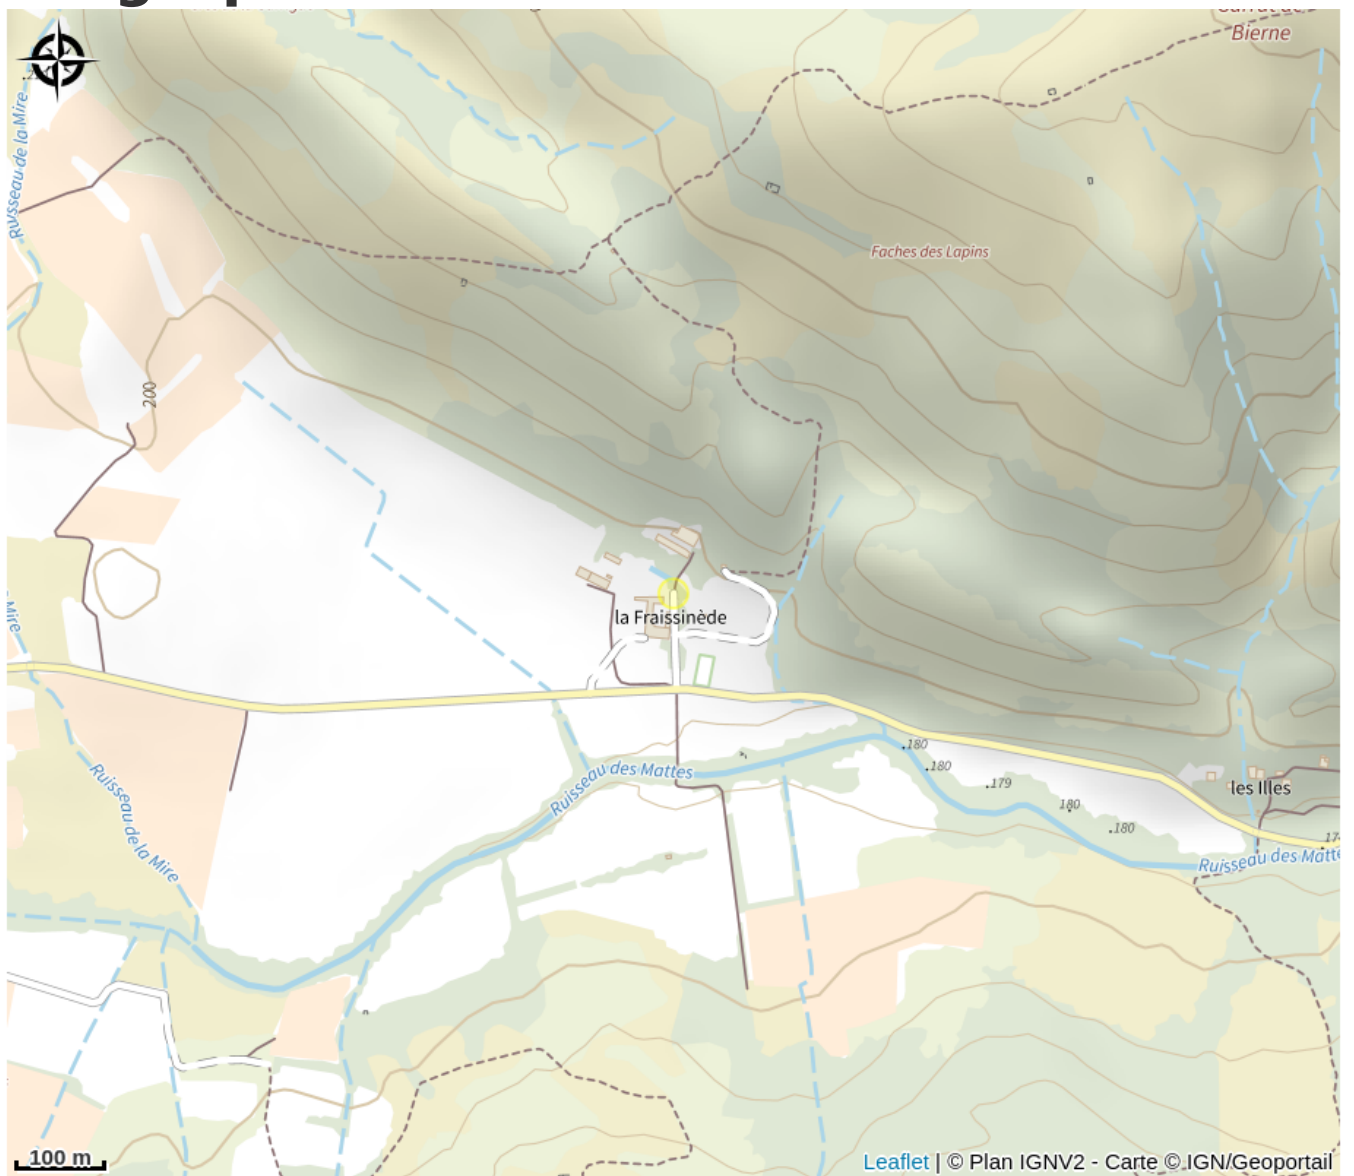 Bierne
Ruisseau de la Mire
Faches des Lapins
200
la Fraissinède
Mire
180
180
179
180
180
les Illes
Ruisseau des Mattes
Ruisseau de la Mire
Ruisseau des Matte
100 m
Leaflet | © Plan IGNV2 - Carte © IGN/Geoportail